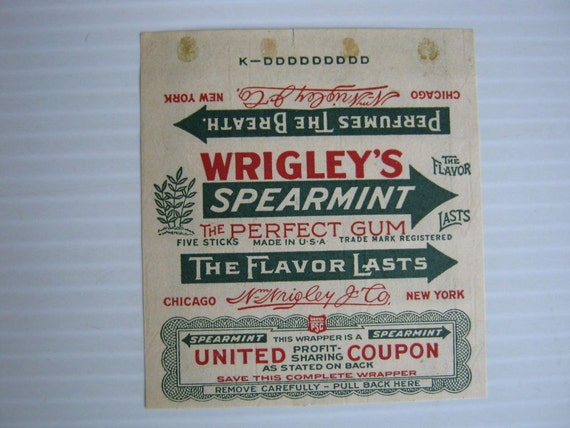 K-DDDDDDDDD
CHICAGO Wm Wrigley Jr. Co. NEW YORK
PERFUMES THE BREATH.
WRIGLEY'S
THE FLAVOR
SPEARMINT
LASTS
THE PERFECT GUM
FIVE STICKS MADE IN U·S·A TRADE MARK REGISTERED
THE FLAVOR LASTS
CHICAGO Wm Wrigley Jr. Co. NEW YORK
SPEARMINT THIS WRAPPER IS A SPEARMINT
UNITED PROFIT-SHARING COUPON
AS STATED ON BACK
SAVE THIS COMPLETE WRAPPER
REMOVE CAREFULLY - PULL BACK HERE